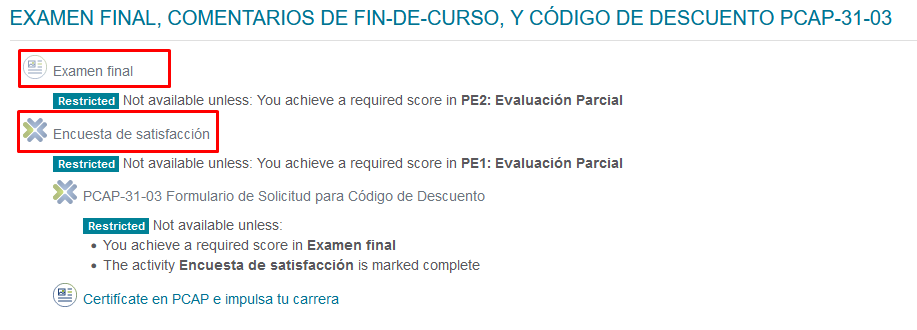 EXAMEN FINAL, COMENTARIOS DE FIN-DE-CURSO, Y CÓDIGO DE DESCUENTO PCAP-31-03
Examen final
Restricted Not available unless: You achieve a required score in PE2: Evaluación Parcial
Encuesta de satisfacción
Restricted Not available unless: You achieve a required score in PE1: Evaluación Parcial
PCAP-31-03 Formulario de Solicitud para Código de Descuento
Restricted Not available unless:
• You achieve a required score in Examen final
• The activity Encuesta de satisfacción is marked complete
Certifícate en PCAP e impulsa tu carrera